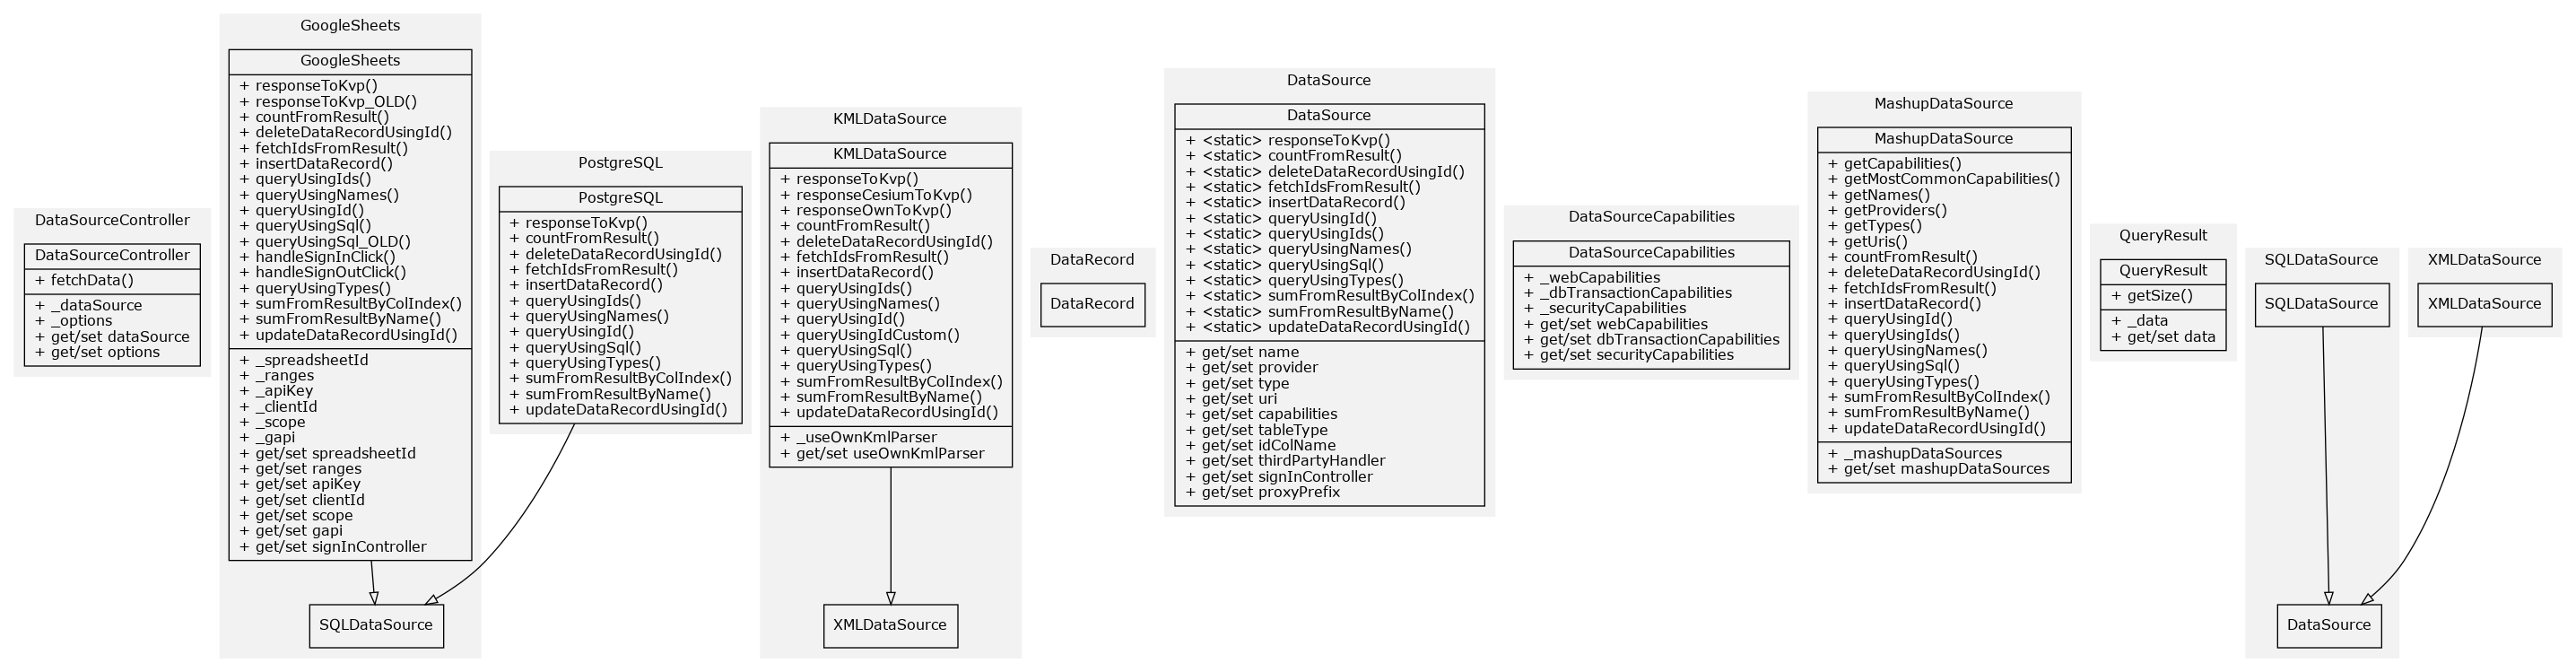 DataSourceController
DataSourceController
+ fetchData()
+ _dataSource
+ _options
+ get/set dataSource
+ get/set options
GoogleSheets
GoogleSheets
+ responseToKvp()
+ responseToKvp_OLD()
+ countFromResult()
+ deleteDataRecordUsingId()
+ fetchIdsFromResult()
+ insertDataRecord()
+ queryUsingIds()
+ queryUsingNames()
+ queryUsingId()
+ queryUsingSql()
+ queryUsingSql_OLD()
+ handleSignInClick()
+ handleSignOutClick()
+ queryUsingTypes()
+ sumFromResultByColIndex()
+ sumFromResultByName()
+ updateDataRecordUsingId()
+ _spreadsheetId
+ _ranges
+ _apiKey
+ _clientId
+ _scope
+ _gapi
+ get/set spreadsheetId
+ get/set ranges
+ get/set apiKey
+ get/set clientId
+ get/set scope
+ get/set gapi
+ get/set signInController
SQLDataSource
PostgreSQL
PostgreSQL
+ responseToKvp()
+ countFromResult()
+ deleteDataRecordUsingId()
+ fetchIdsFromResult()
+ insertDataRecord()
+ queryUsingIds()
+ queryUsingNames()
+ queryUsingId()
+ queryUsingSql()
+ queryUsingTypes()
+ sumFromResultByColIndex()
+ sumFromResultByName()
+ updateDataRecordUsingId()
KMLDataSource
KMLDataSource
+ responseToKvp()
+ responseCesiumToKvp()
+ responseOwnToKvp()
+ countFromResult()
+ deleteDataRecordUsingId()
+ fetchIdsFromResult()
+ insertDataRecord()
+ queryUsingIds()
+ queryUsingNames()
+ queryUsingId()
+ queryUsingIdCustom()
+ queryUsingSql()
+ queryUsingTypes()
+ sumFromResultByColIndex()
+ sumFromResultByName()
+ updateDataRecordUsingId()
+ _useOwnKmlParser
+ get/set useOwnKmlParser
XMLDataSource
DataRecord
DataRecord
DataSource
DataSource
+ <static> responseToKvp()
+ <static> countFromResult()
+ <static> deleteDataRecordUsingId()
+ <static> fetchIdsFromResult()
+ <static> insertDataRecord()
+ <static> queryUsingId()
+ <static> queryUsingIds()
+ <static> queryUsingNames()
+ <static> queryUsingSql()
+ <static> queryUsingTypes()
+ <static> sumFromResultByColIndex()
+ <static> sumFromResultByName()
+ <static> updateDataRecordUsingId()
+ get/set name
+ get/set provider
+ get/set type
+ get/set uri
+ get/set capabilities
+ get/set tableType
+ get/set idColName
+ get/set thirdPartyHandler
+ get/set signInController
+ get/set proxyPrefix
DataSourceCapabilities
DataSourceCapabilities
+ _webCapabilities
+ _dbTransactionCapabilities
+ _securityCapabilities
+ get/set webCapabilities
+ get/set dbTransactionCapabilities
+ get/set securityCapabilities
MashupDataSource
MashupDataSource
+ getCapabilities()
+ getMostCommonCapabilities()
+ getNames()
+ getProviders()
+ getTypes()
+ getUris()
+ countFromResult()
+ deleteDataRecordUsingId()
+ fetchIdsFromResult()
+ insertDataRecord()
+ queryUsingId()
+ queryUsingIds()
+ queryUsingNames()
+ queryUsingSql()
+ queryUsingTypes()
+ sumFromResultByColIndex()
+ sumFromResultByName()
+ updateDataRecordUsingId()
+ _mashupDataSources
+ get/set mashupDataSources
QueryResult
QueryResult
+ getSize()
+ _data
+ get/set data
SQLDataSource
SQLDataSource
DataSource
XMLDataSource
XMLDataSource